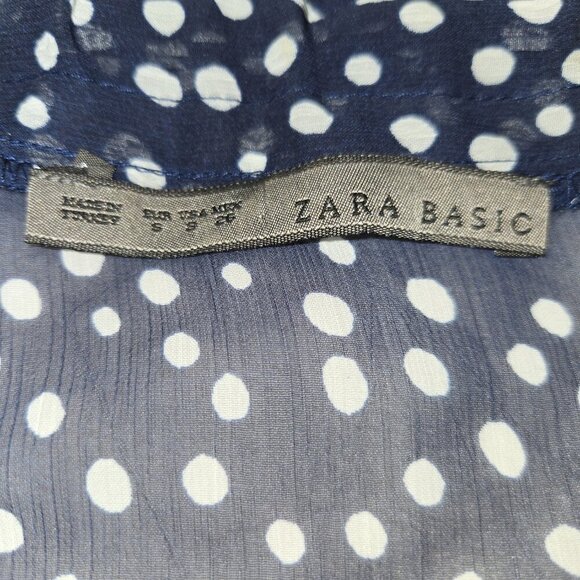 MADE IN
TURKEY
EUR USA MEX
S S 26
ZARA BASIC